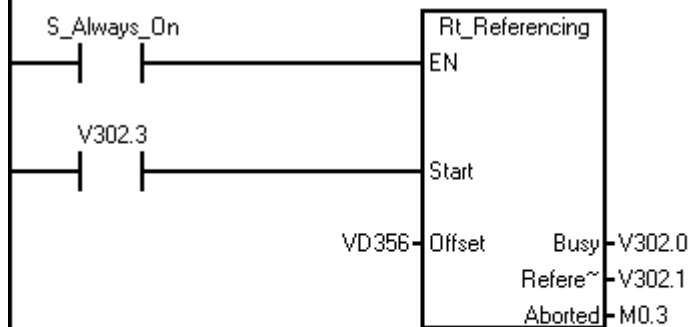 S_Always_On Rt_Referencing
EN
V302.3
Start
VD356 Offset Busy V302.0
Refere~ V302.1
Aborted M0.3